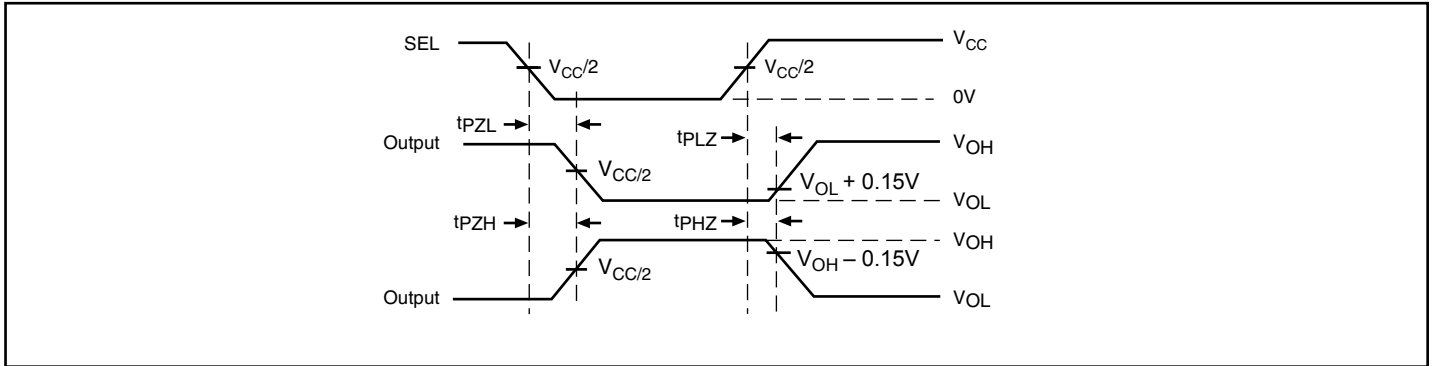 SEL
VCC/2
VCC/2
VCC
0V
tPZL
tPLZ
Output
VOH
VCC/2
VOL + 0.15V
VOL
tPZH
tPHZ
VOH
VCC/2
VOH – 0.15V
Output
VOL